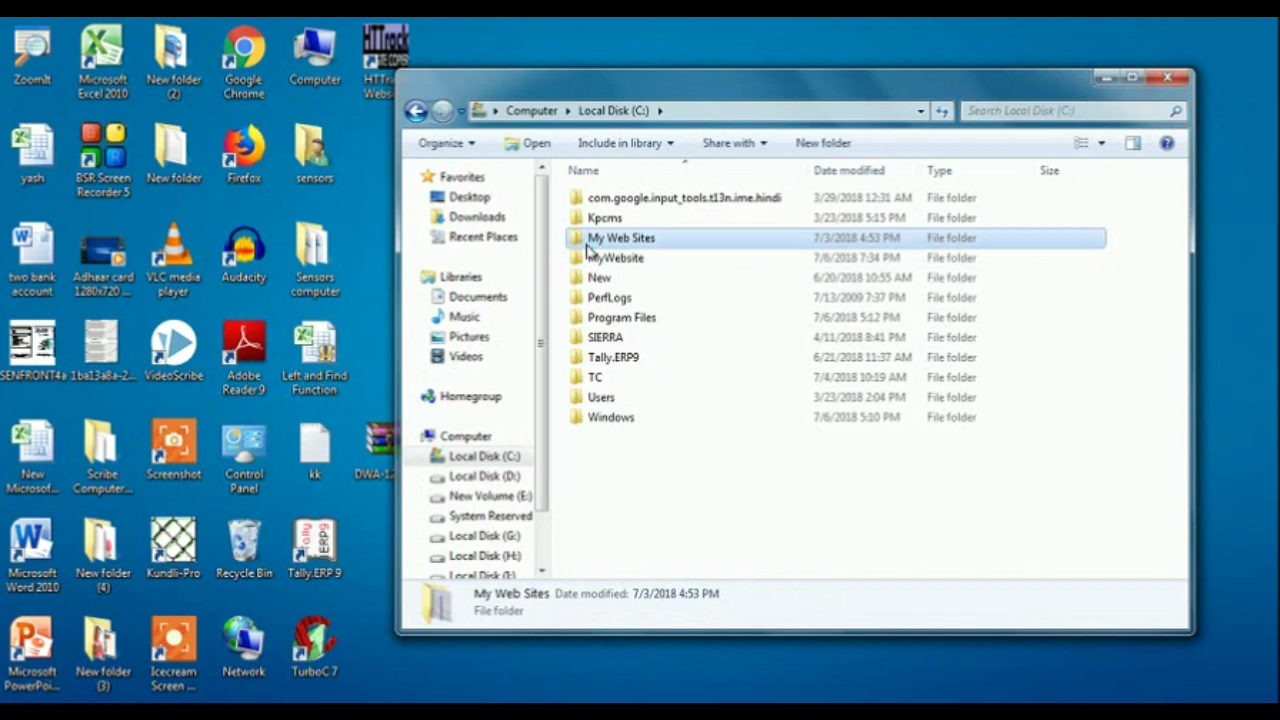 ZoomIt
Microsoft
Excel 2010
New folder
(2)
Google
Chrome
Computer
HTTrack
HTTra
Websi
yash
BSR Screen
Recorder 5
New folder
Firefox
sensors
two bank
account
Adhaar card
1280x720 ...
VLC media
player
Audacity
Sensors
computer
SENFRONT4a
1ba13a8a-2...
VideoScribe
Adobe
Reader 9
Left and Find
Function
New
Microsof...
Scribe
Computer...
Screenshot
Control
Panel
kk
DWA-12
Microsoft
Word 2010
New folder
(4)
Kundli-Pro
Recycle Bin
Tally.ERP 9
Microsoft
PowerPoi...
New folder
(3)
Icecream
Screen ...
Network
TurboC 7
Computer Local Disk (C:)
Search Local Disk (C:)
Organize Open Include in library Share with New folder
Favorites
Desktop
Downloads
Recent Places
Libraries
Documents
Music
Pictures
Videos
Homegroup
Computer
Local Disk (C:)
Local Disk (D:)
New Volume (E:)
System Reserved
Local Disk (G:)
Local Disk (H:)
Local Disk (I:)
Name Date modified Type Size
com.google.input_tools.t13n.ime.hindi 3/29/2018 12:31 AM File folder
Kpcms 3/23/2018 5:15 PM File folder
My Web Sites 7/3/2018 4:53 PM File folder
MyWebsite 7/6/2018 7:34 PM File folder
New 6/20/2018 10:55 AM File folder
PerfLogs 7/13/2009 7:37 PM File folder
Program Files 7/6/2018 5:12 PM File folder
SIERRA 4/11/2018 8:41 PM File folder
Tally.ERP9 6/21/2018 11:37 AM File folder
TC 7/4/2018 10:19 AM File folder
Users 3/23/2018 2:04 PM File folder
Windows 7/6/2018 5:10 PM File folder
My Web Sites Date modified: 7/3/2018 4:53 PM
File folder